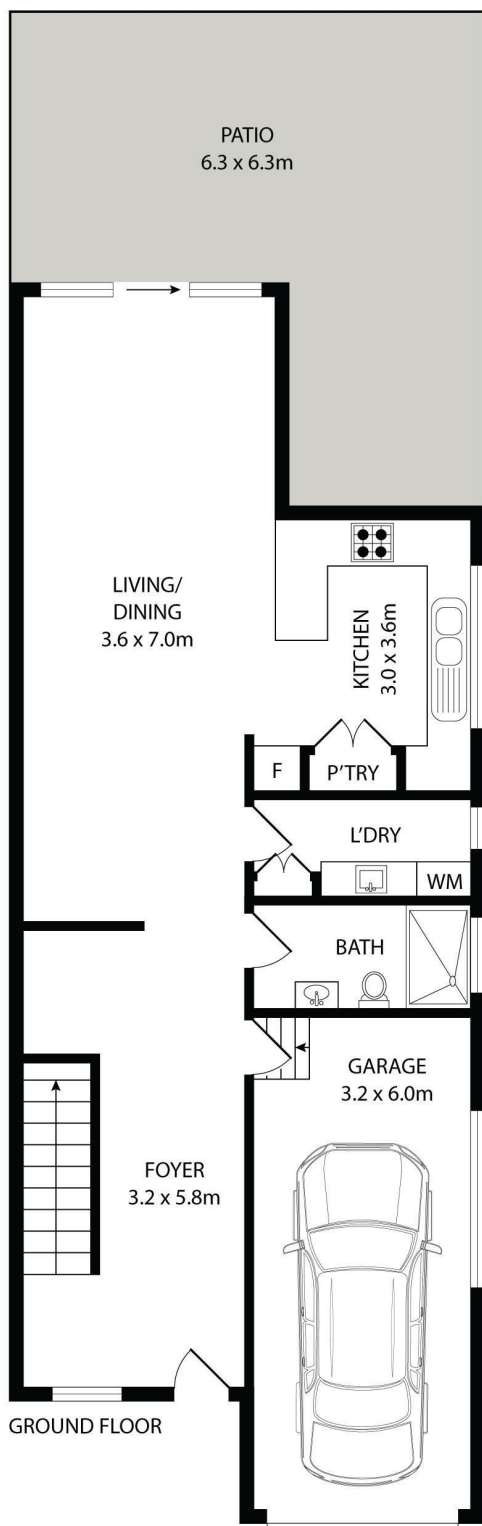 PATIO
6.3 x 6.3m
LIVING/
DINING
3.6 x 7.0m
KITCHEN
3.0 x 3.6m
F
P'TRY
L'DRY
WM
BATH
GARAGE
3.2 x 6.0m
FOYER
3.2 x 5.8m
GROUND FLOOR